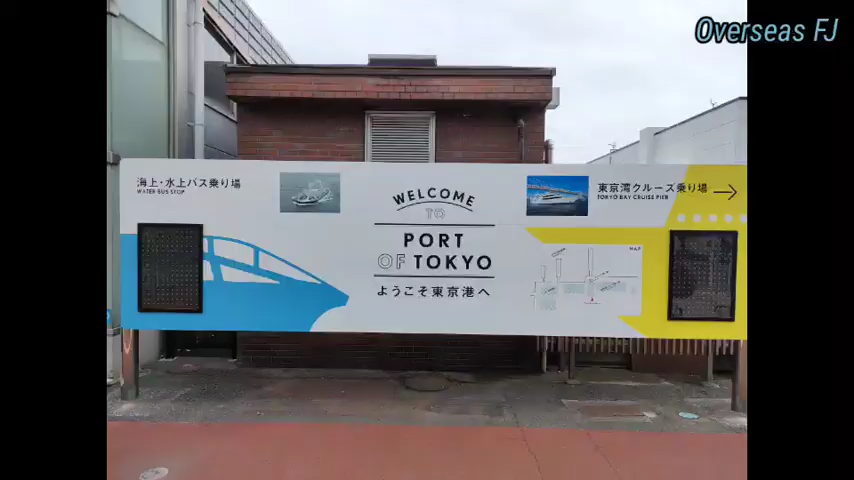 Overseas FJ
海上・水上バス乗り場
WATER BUS STOP
WELCOME
TO
PORT
OF TOKYO
ようこそ東京港へ
東京湾クルーズ乗り場
TOKYO BAY CRUISE PIER
MAP